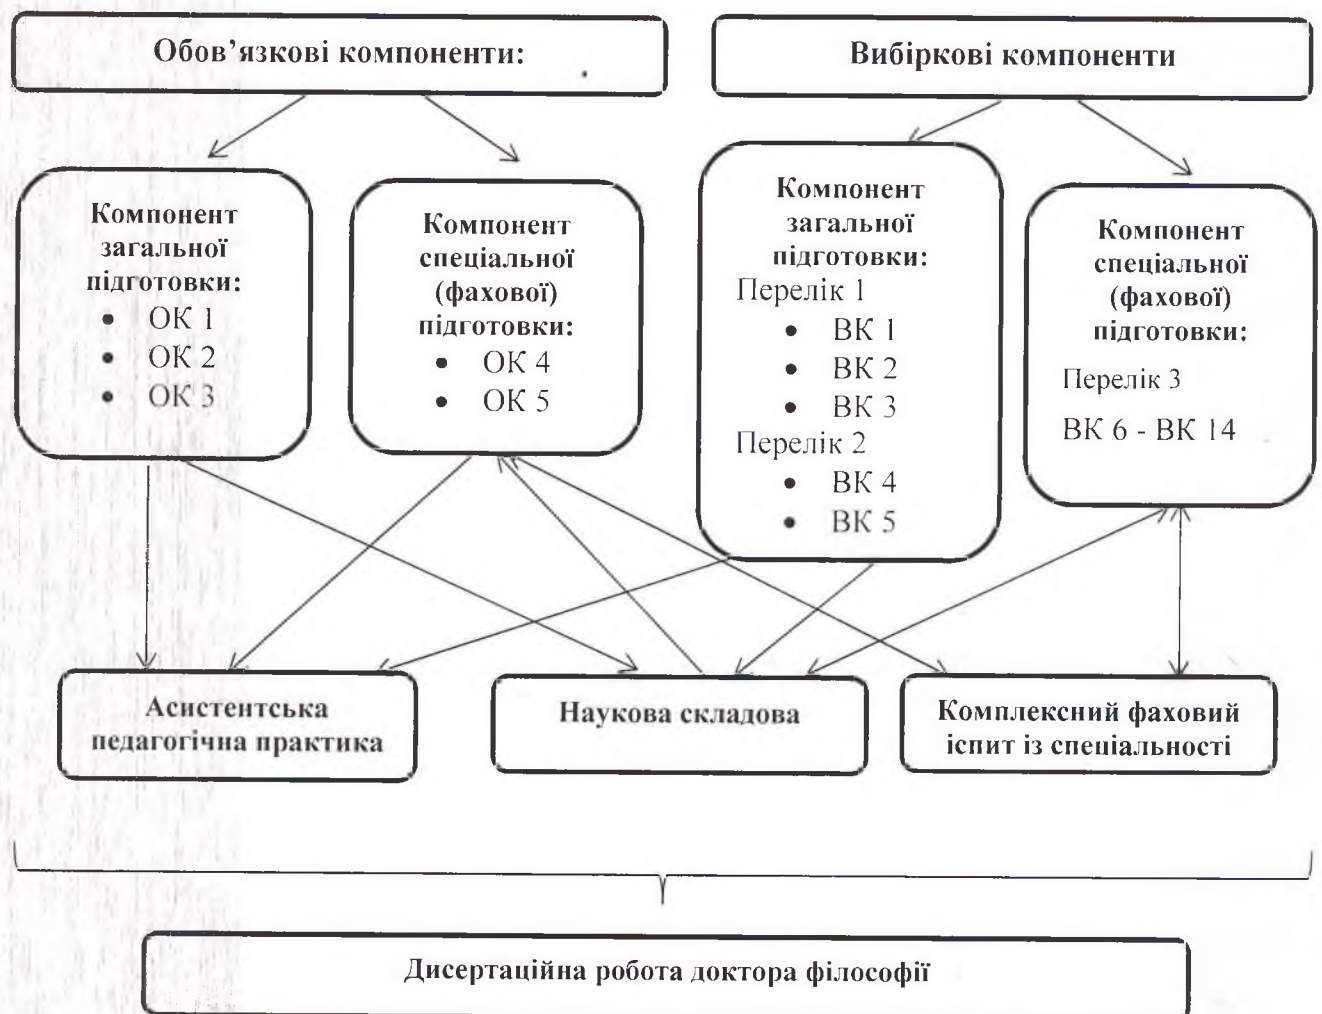 Обов’язкові компоненти:
Вибіркові компоненти
Компонент
загальної
підготовки:
• ОК 1
• ОК 2
• ОК 3
Компонент
спеціальної
(фахової)
підготовки:
• ОК 4
• ОК 5
Компонент
загальної
підготовки:
Перелік 1
• ВК 1
• ВК 2
• ВК 3
Перелік 2
• ВК 4
• ВК 5
Компонент
спеціальної
(фахової)
підготовки:
Перелік 3
ВК 6 - ВК 14
Асистентська
педагогічна практика
Наукова складова
Комплексний фаховий
іспит із спеціальності
Дисертаційна робота доктора філософії